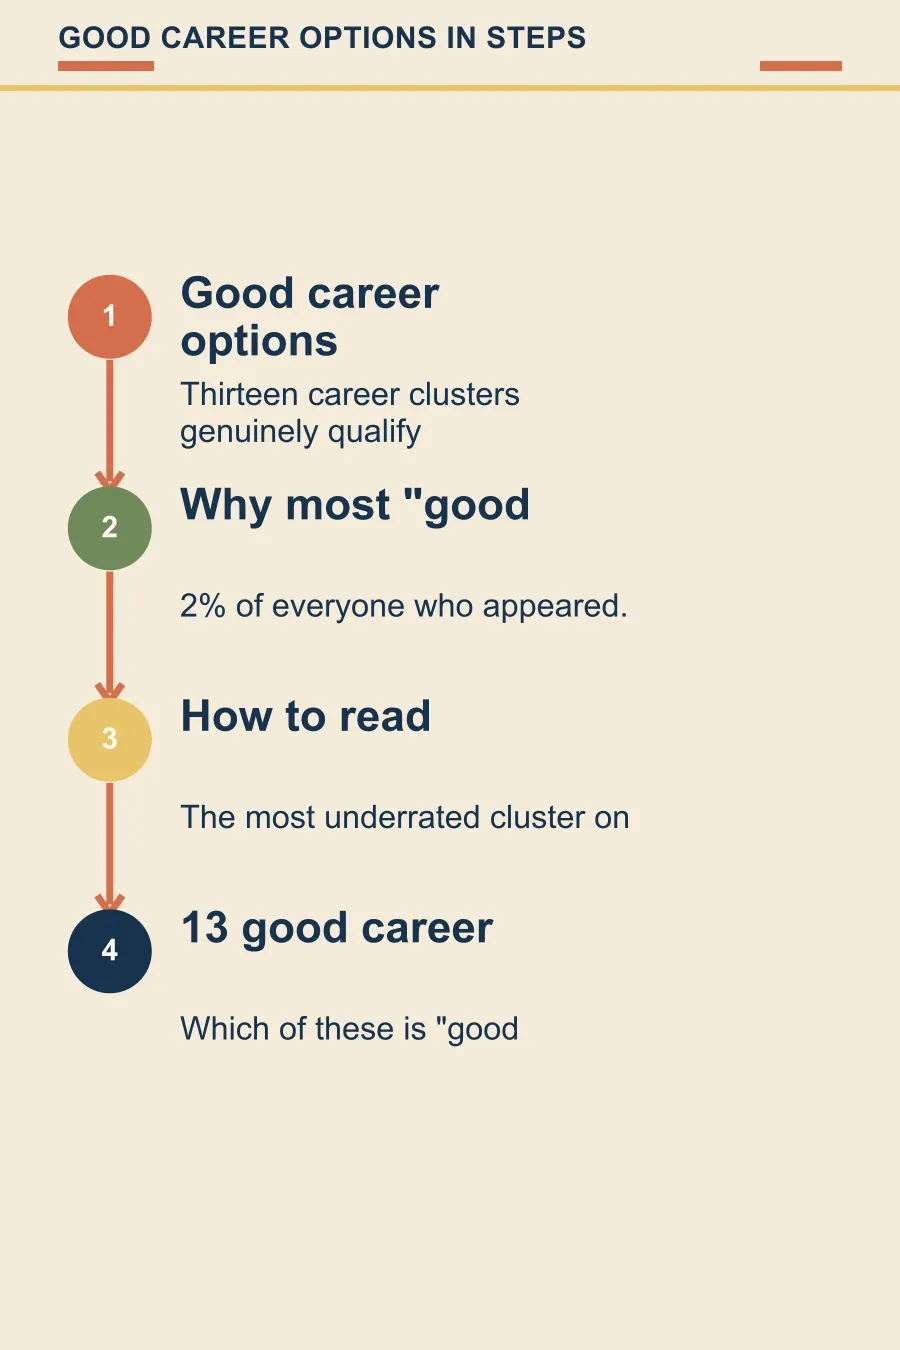 GOOD CAREER OPTIONS IN STEPS
1
Good career
options
Thirteen career clusters
genuinely qualify
2
Why most "good
2% of everyone who appeared.
3
How to read
The most underrated cluster on
4
13 good career
Which of these is "good